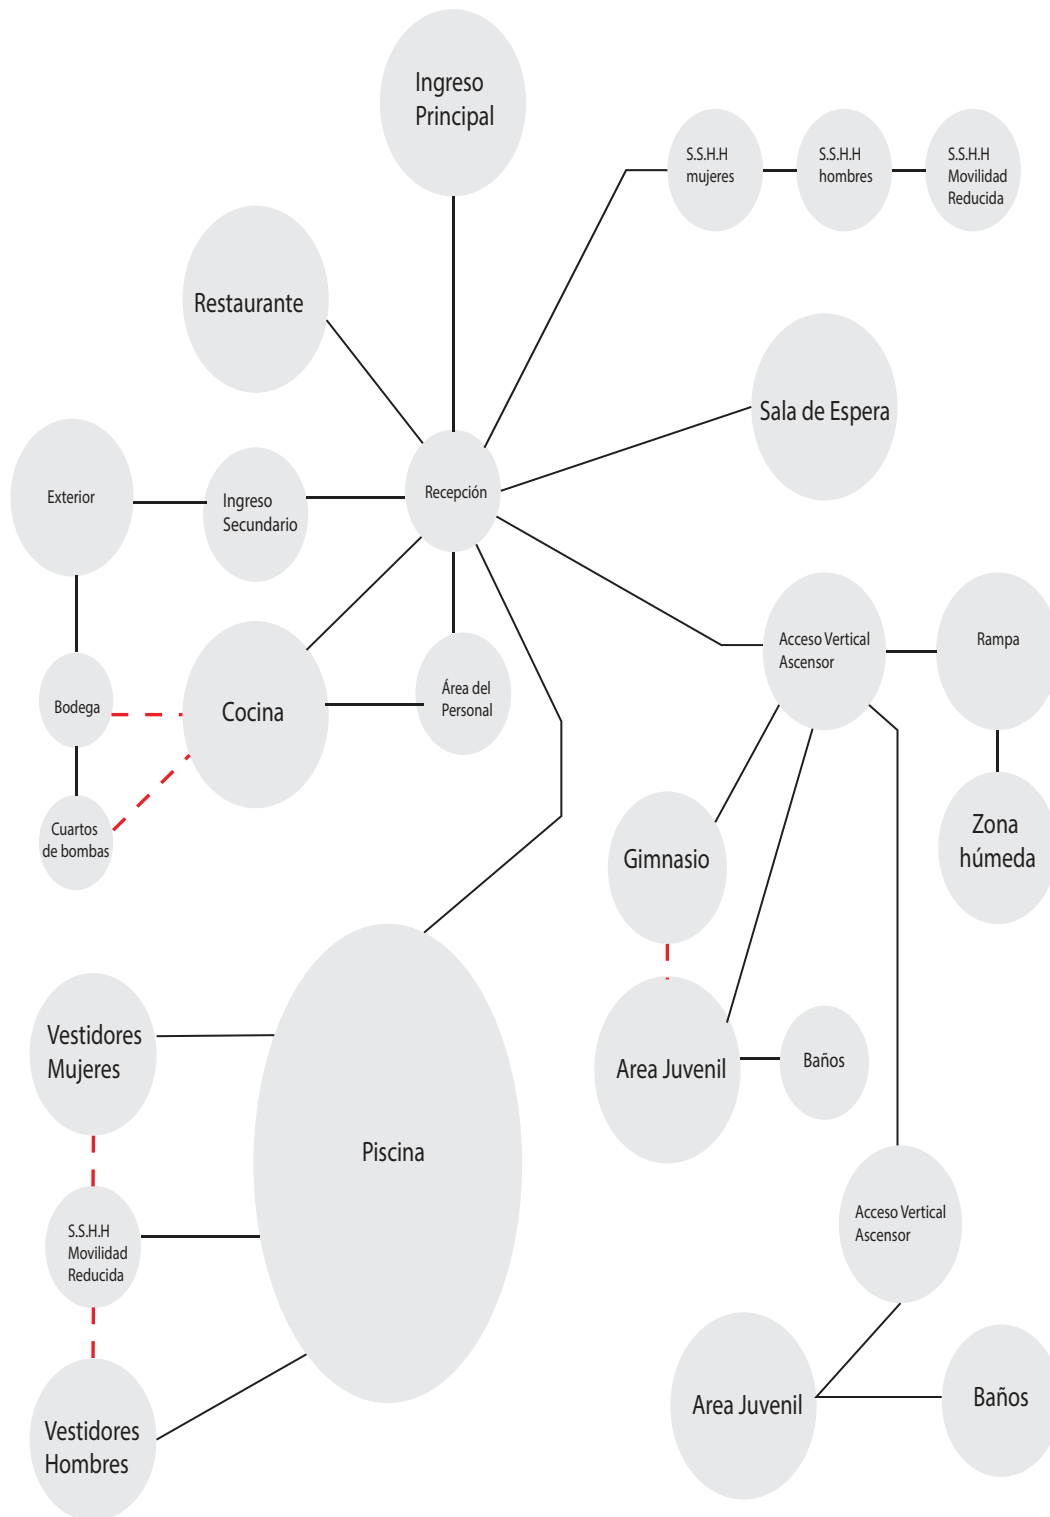 Ingreso
Principal
S.S.H.H
mujeres
S.S.H.H
hombres
S.S.H.H
Movilidad
Reducida
Restaurante
Sala de Espera
Exterior
Ingreso
Secundario
Recepción
Acceso Vertical
Ascensor
Rampa
Bodega
Cocina
Área del
Personal
Cuartos
de bombas
Gimnasio
Zona
húmeda
Vestidores
Mujeres
Area Juvenil
Baños
Piscina
S.S.H.H
Movilidad
Reducida
Acceso Vertical
Ascensor
Vestidores
Hombres
Area Juvenil
Baños